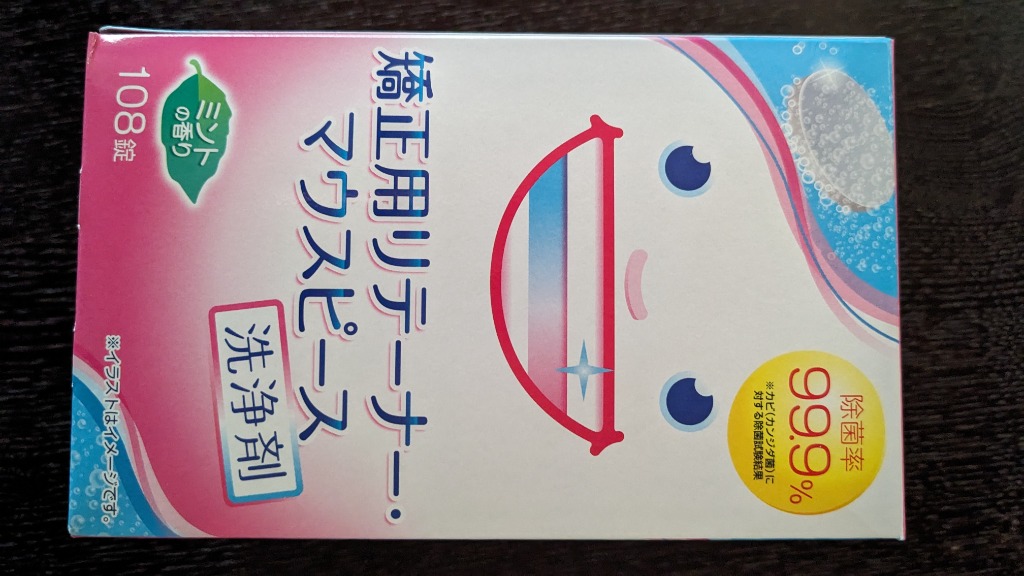 除菌率
99.9%
※カビ(カンジダ菌)に
対する除菌試験結果
矯正用リテーナー・
マウスピース
洗浄剤
ミント
の香り
108錠
※イラストはイメージです。